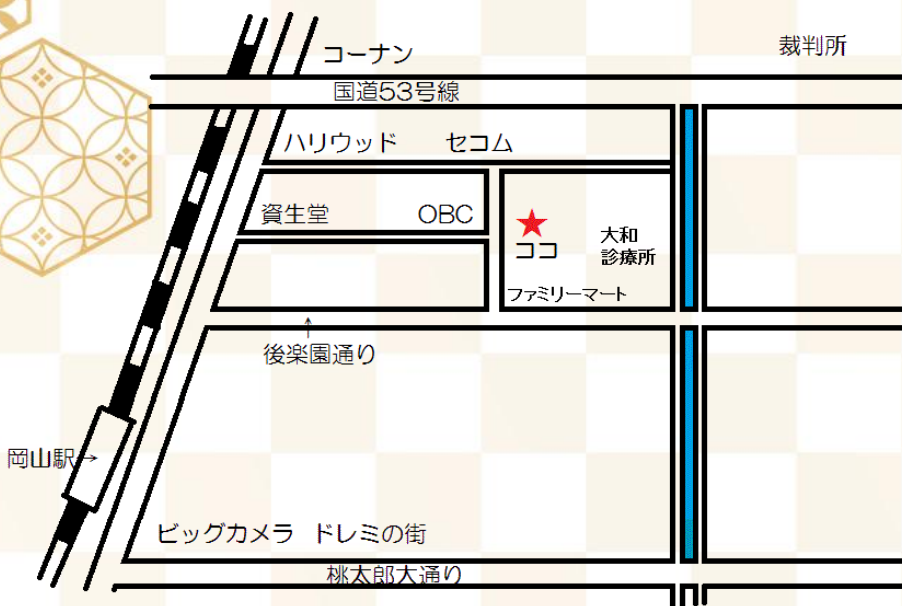 コーナン
裁判所
国道53号線
ハリウッド
セコム
資生堂
OBC
ココ
大和
診療所
ファミリーマート
↑
後楽園通り
岡山駅→
ビッグカメラ
ドレミの街
桃太郎大通り